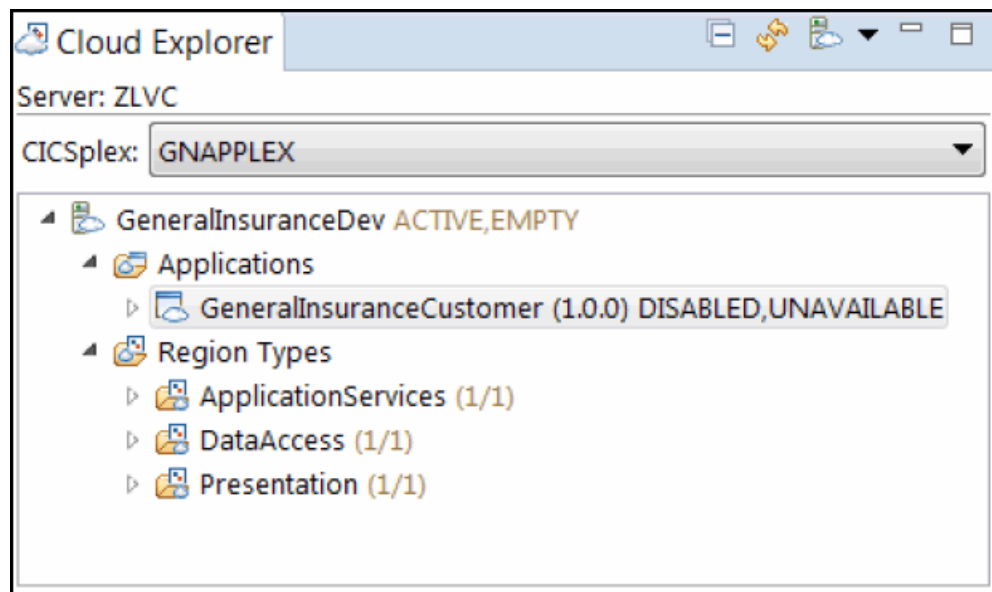 Cloud Explorer
Server: ZLVC
CICSplex: GNAPPLEX
GeneralInsuranceDev ACTIVE,EMPTY
Applications
GeneralInsuranceCustomer (1.0.0) DISABLED,UNAVAILABLE
Region Types
ApplicationServices (1/1)
DataAccess (1/1)
Presentation (1/1)